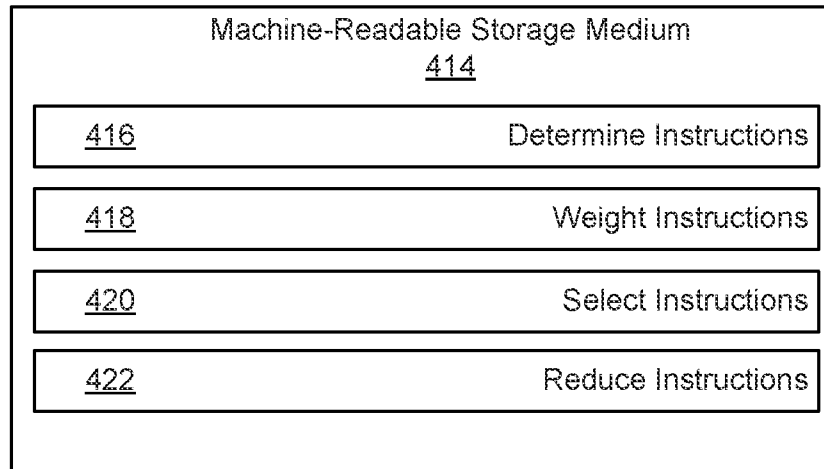 Machine-Readable Storage Medium
414
416 Determine Instructions
418 Weight Instructions
420 Select Instructions
422 Reduce Instructions